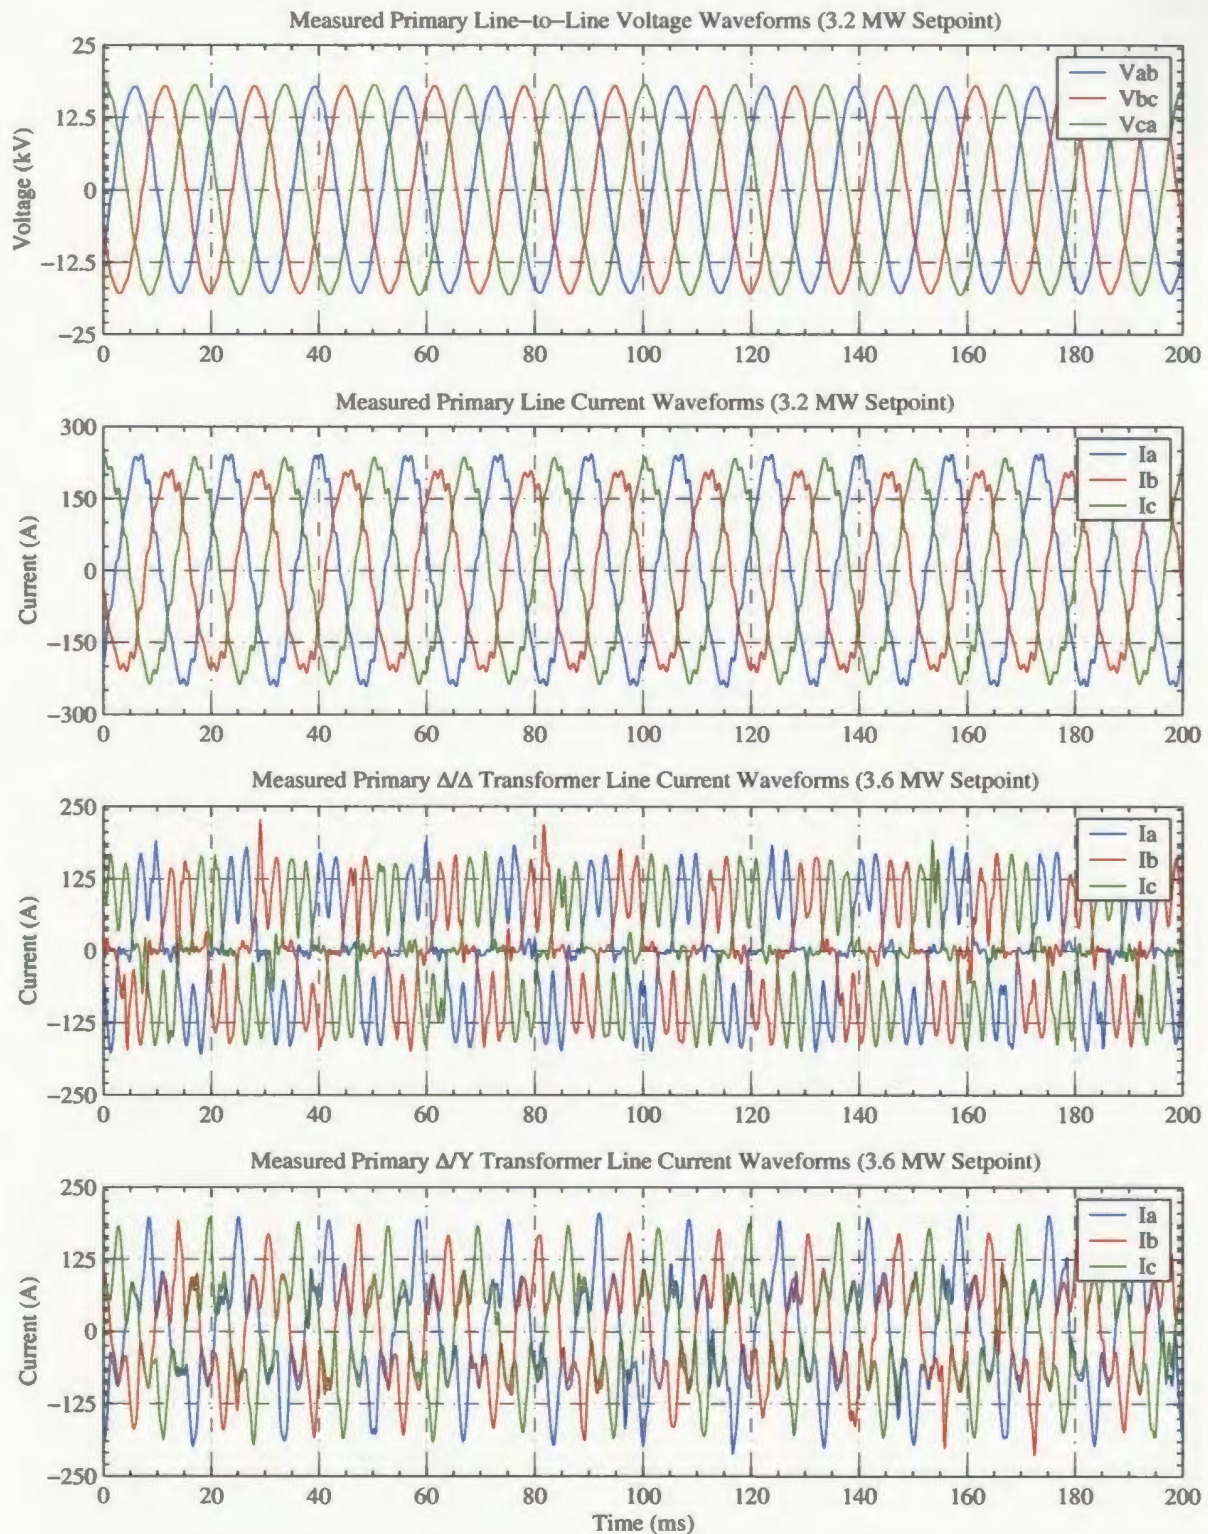 Measured Primary Line-to-Line Voltage Waveforms (3.2 MW Setpoint)
25
12.5
0
-12.5
-25
Voltage (kV)
Vab
Vbc
Vca
0 20 40 60 80 100 120 140 160 180 200
Measured Primary Line Current Waveforms (3.2 MW Setpoint)
300
150
0
-150
-300
Current (A)
Ia
Ib
Ic
0 20 40 60 80 100 120 140 160 180 200
Measured Primary Δ/Δ Transformer Line Current Waveforms (3.6 MW Setpoint)
250
125
0
-125
-250
Current (A)
Ia
Ib
Ic
0 20 40 60 80 100 120 140 160 180 200
Measured Primary Δ/Y Transformer Line Current Waveforms (3.6 MW Setpoint)
250
125
0
-125
-250
Current (A)
Ia
Ib
Ic
0 20 40 60 80 100 120 140 160 180 200
Time (ms)